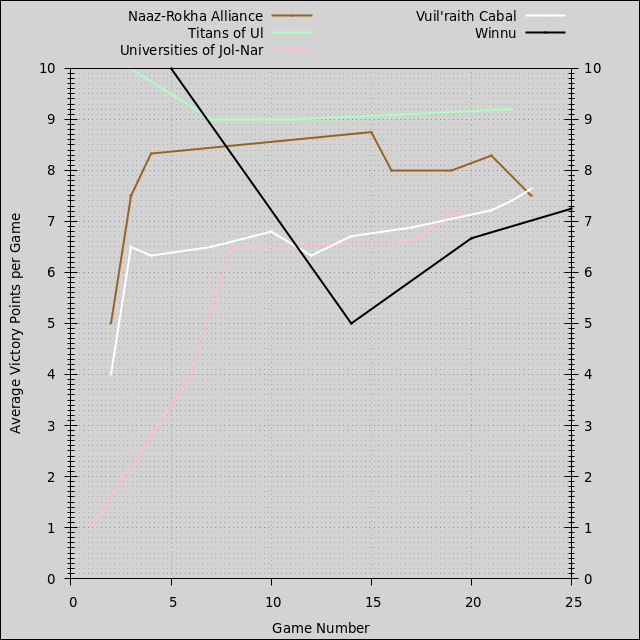 Naaz-Rokha Alliance
Titans of Ul
Universities of Jol-Nar
Vuil'raith Cabal
Winnu
10 10
9 9
8 8
7 7
6 6
5 5
4 4
3 3
2 2
1 1
0 0
0 5 10 15 20 25
Average Victory Points per Game
Game Number